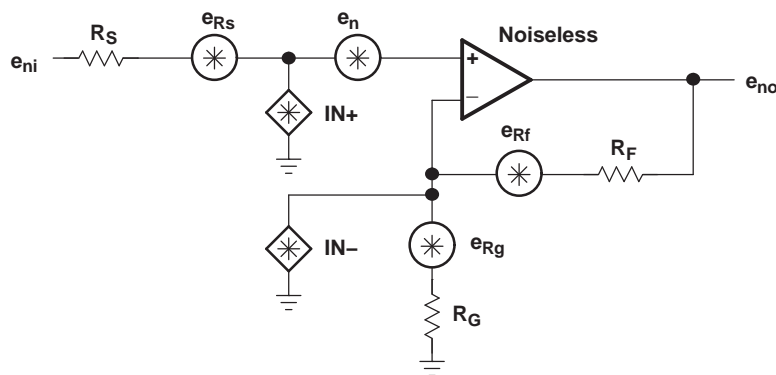 eRs
en
Noiseless
RS
eni
+
eno
IN+
−
eRf
RF
IN−
eRg
RG